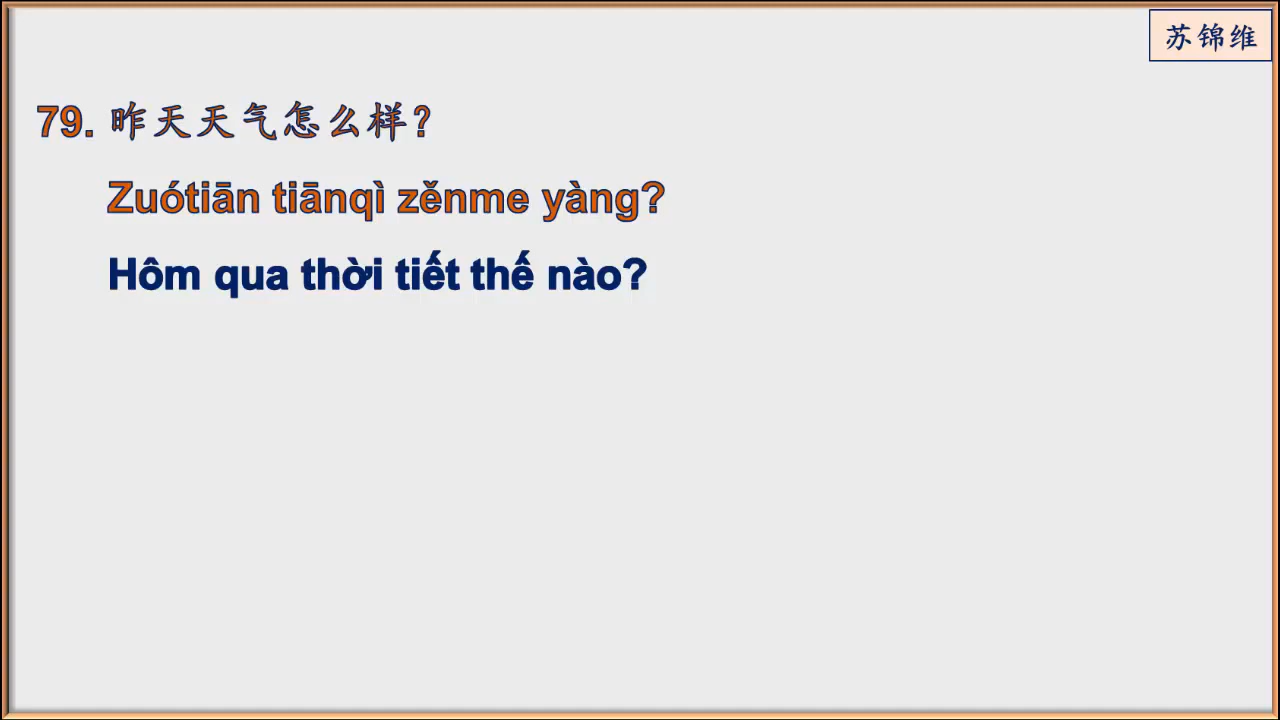 苏锦维
79. 昨天天气怎么样？
Zuótiān tiānqì zěnme yàng?
Hôm qua thời tiết thế nào?